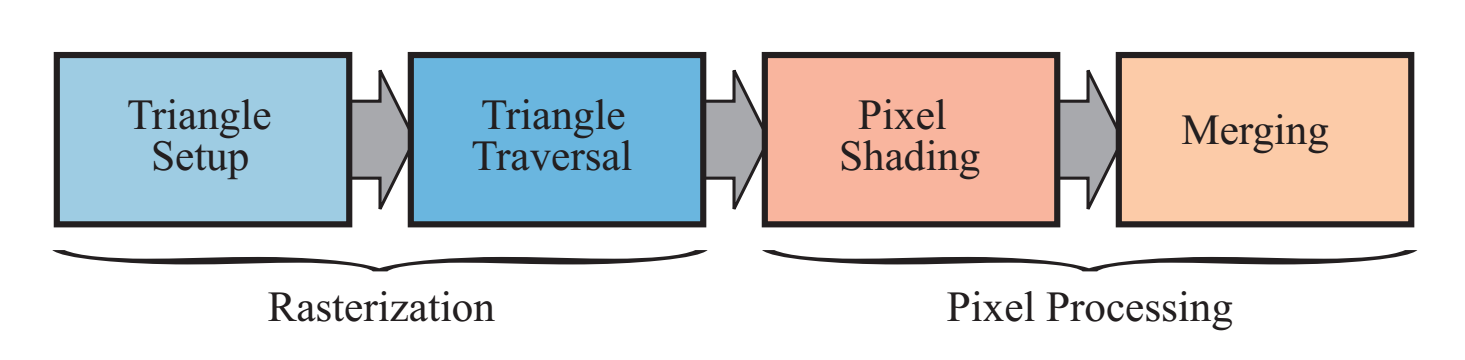 Triangle
Setup
Triangle
Traversal
Pixel
Shading
Merging
Rasterization
Pixel Processing